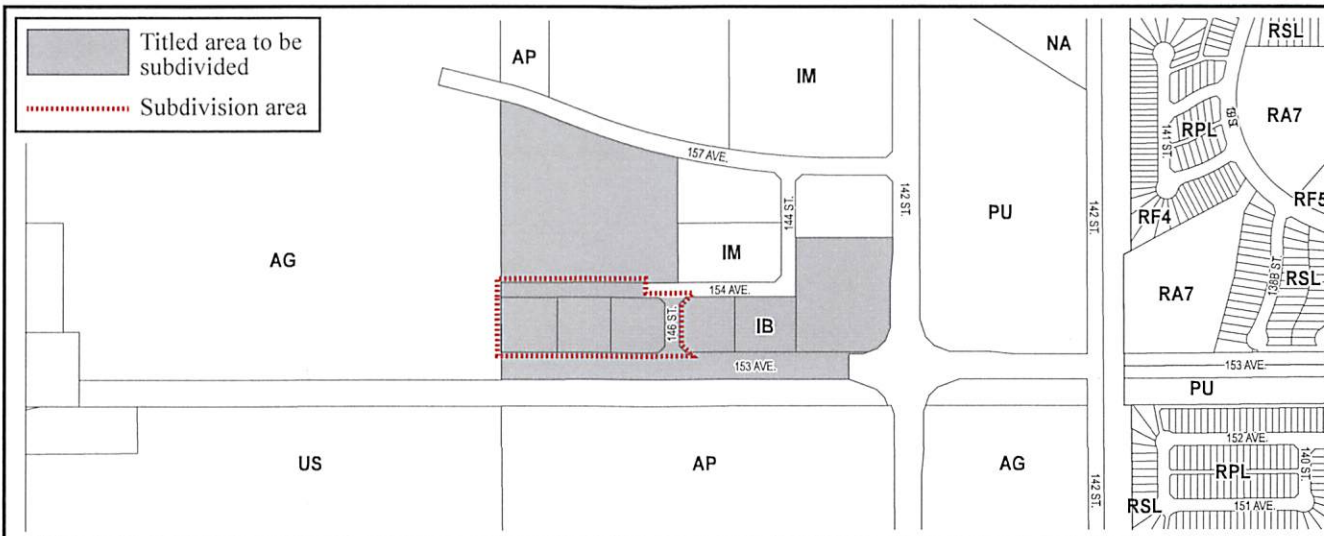 Titled area to be
subdivided
Subdivision area
AP
IM
NA
RSL
RPL
RA7
141 ST.
157 AVE.
144 ST.
142 ST.
PU
142 ST.
RF4
RF5
AG
IM
RA7
138B ST.
RSL
154 AVE.
146 ST.
IB
153 AVE.
153 AVE.
PU
US
AP
AG
142 ST.
RSL
152 AVE.
RPL
140 ST.
151 AVE.